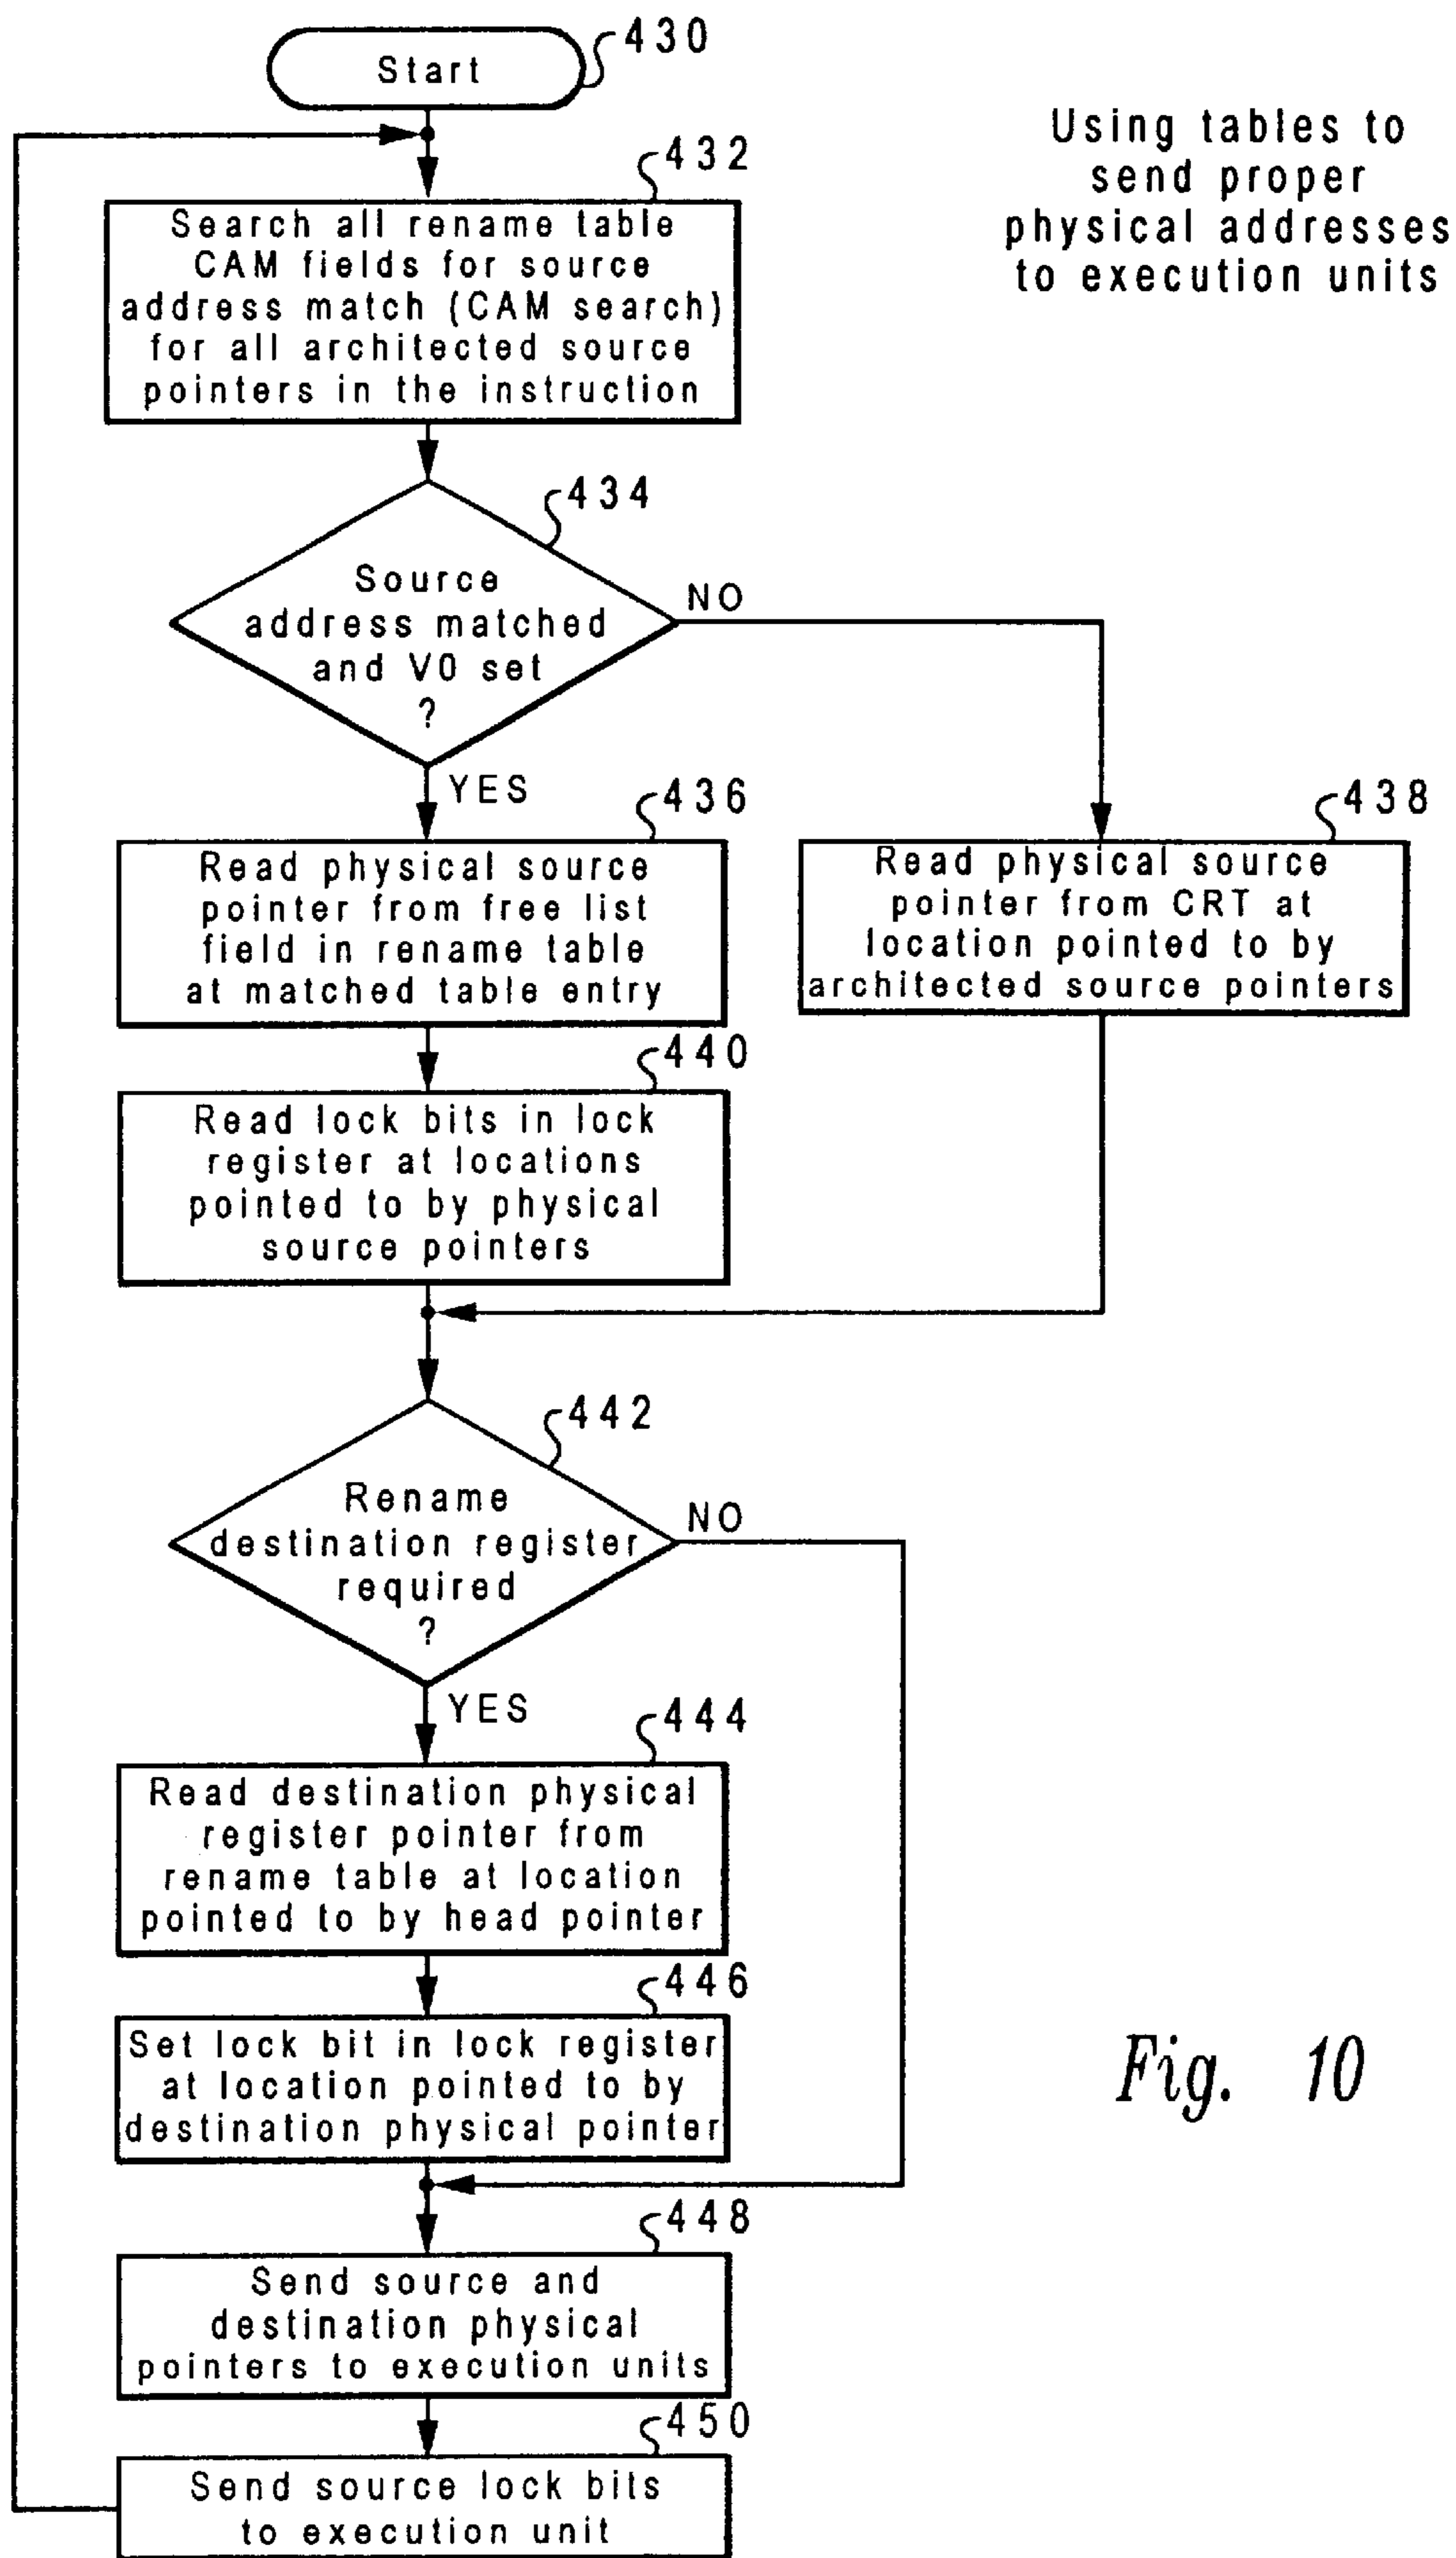 Start
430
Using tables to
send proper
physical addresses
to execution units
432
Search all rename table
CAM fields for source
address match (CAM search)
for all architected source
pointers in the instruction
434
Source
address matched
and V0 set
?
NO
YES
436
Read physical source
pointer from free list
field in rename table
at matched table entry
438
Read physical source
pointer from CRT at
location pointed to by
architected source pointers
440
Read lock bits in lock
register at locations
pointed to by physical
source pointers
442
Rename
destination register
required
?
NO
YES
444
Read destination physical
register pointer from
rename table at location
pointed to by head pointer
446
Set lock bit in lock register
at location pointed to by
destination physical pointer
Fig. 10
448
Send source and
destination physical
pointers to execution units
450
Send source lock bits
to execution unit